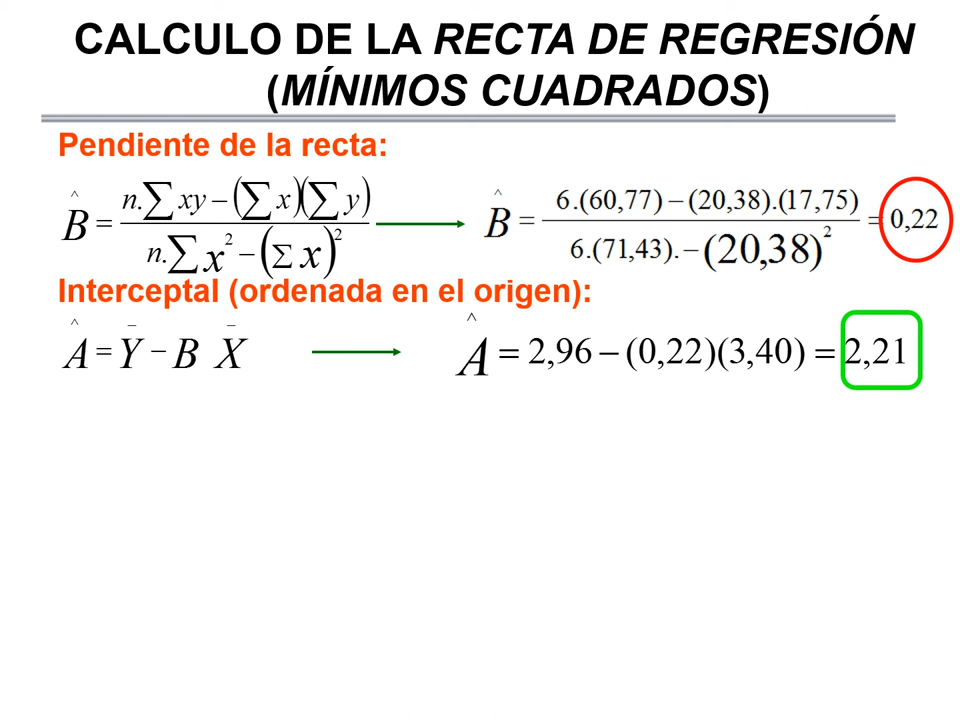 CALCULO DE LA RECTA DE REGRESIÓN
(MÍNIMOS CUADRADOS)
Pendiente de la recta:
B̂ = (n.∑xy − (∑x)(∑y)) / (n.∑x² − (∑x)²)
B̂ = (6.(60,77) − (20,38).(17,75)) / (6.(71,43). − (20,38)²) = 0,22
Interceptal (ordenada en el origen):
Â = Ȳ − B X̄
Â = 2,96 − (0,22)(3,40) = 2,21